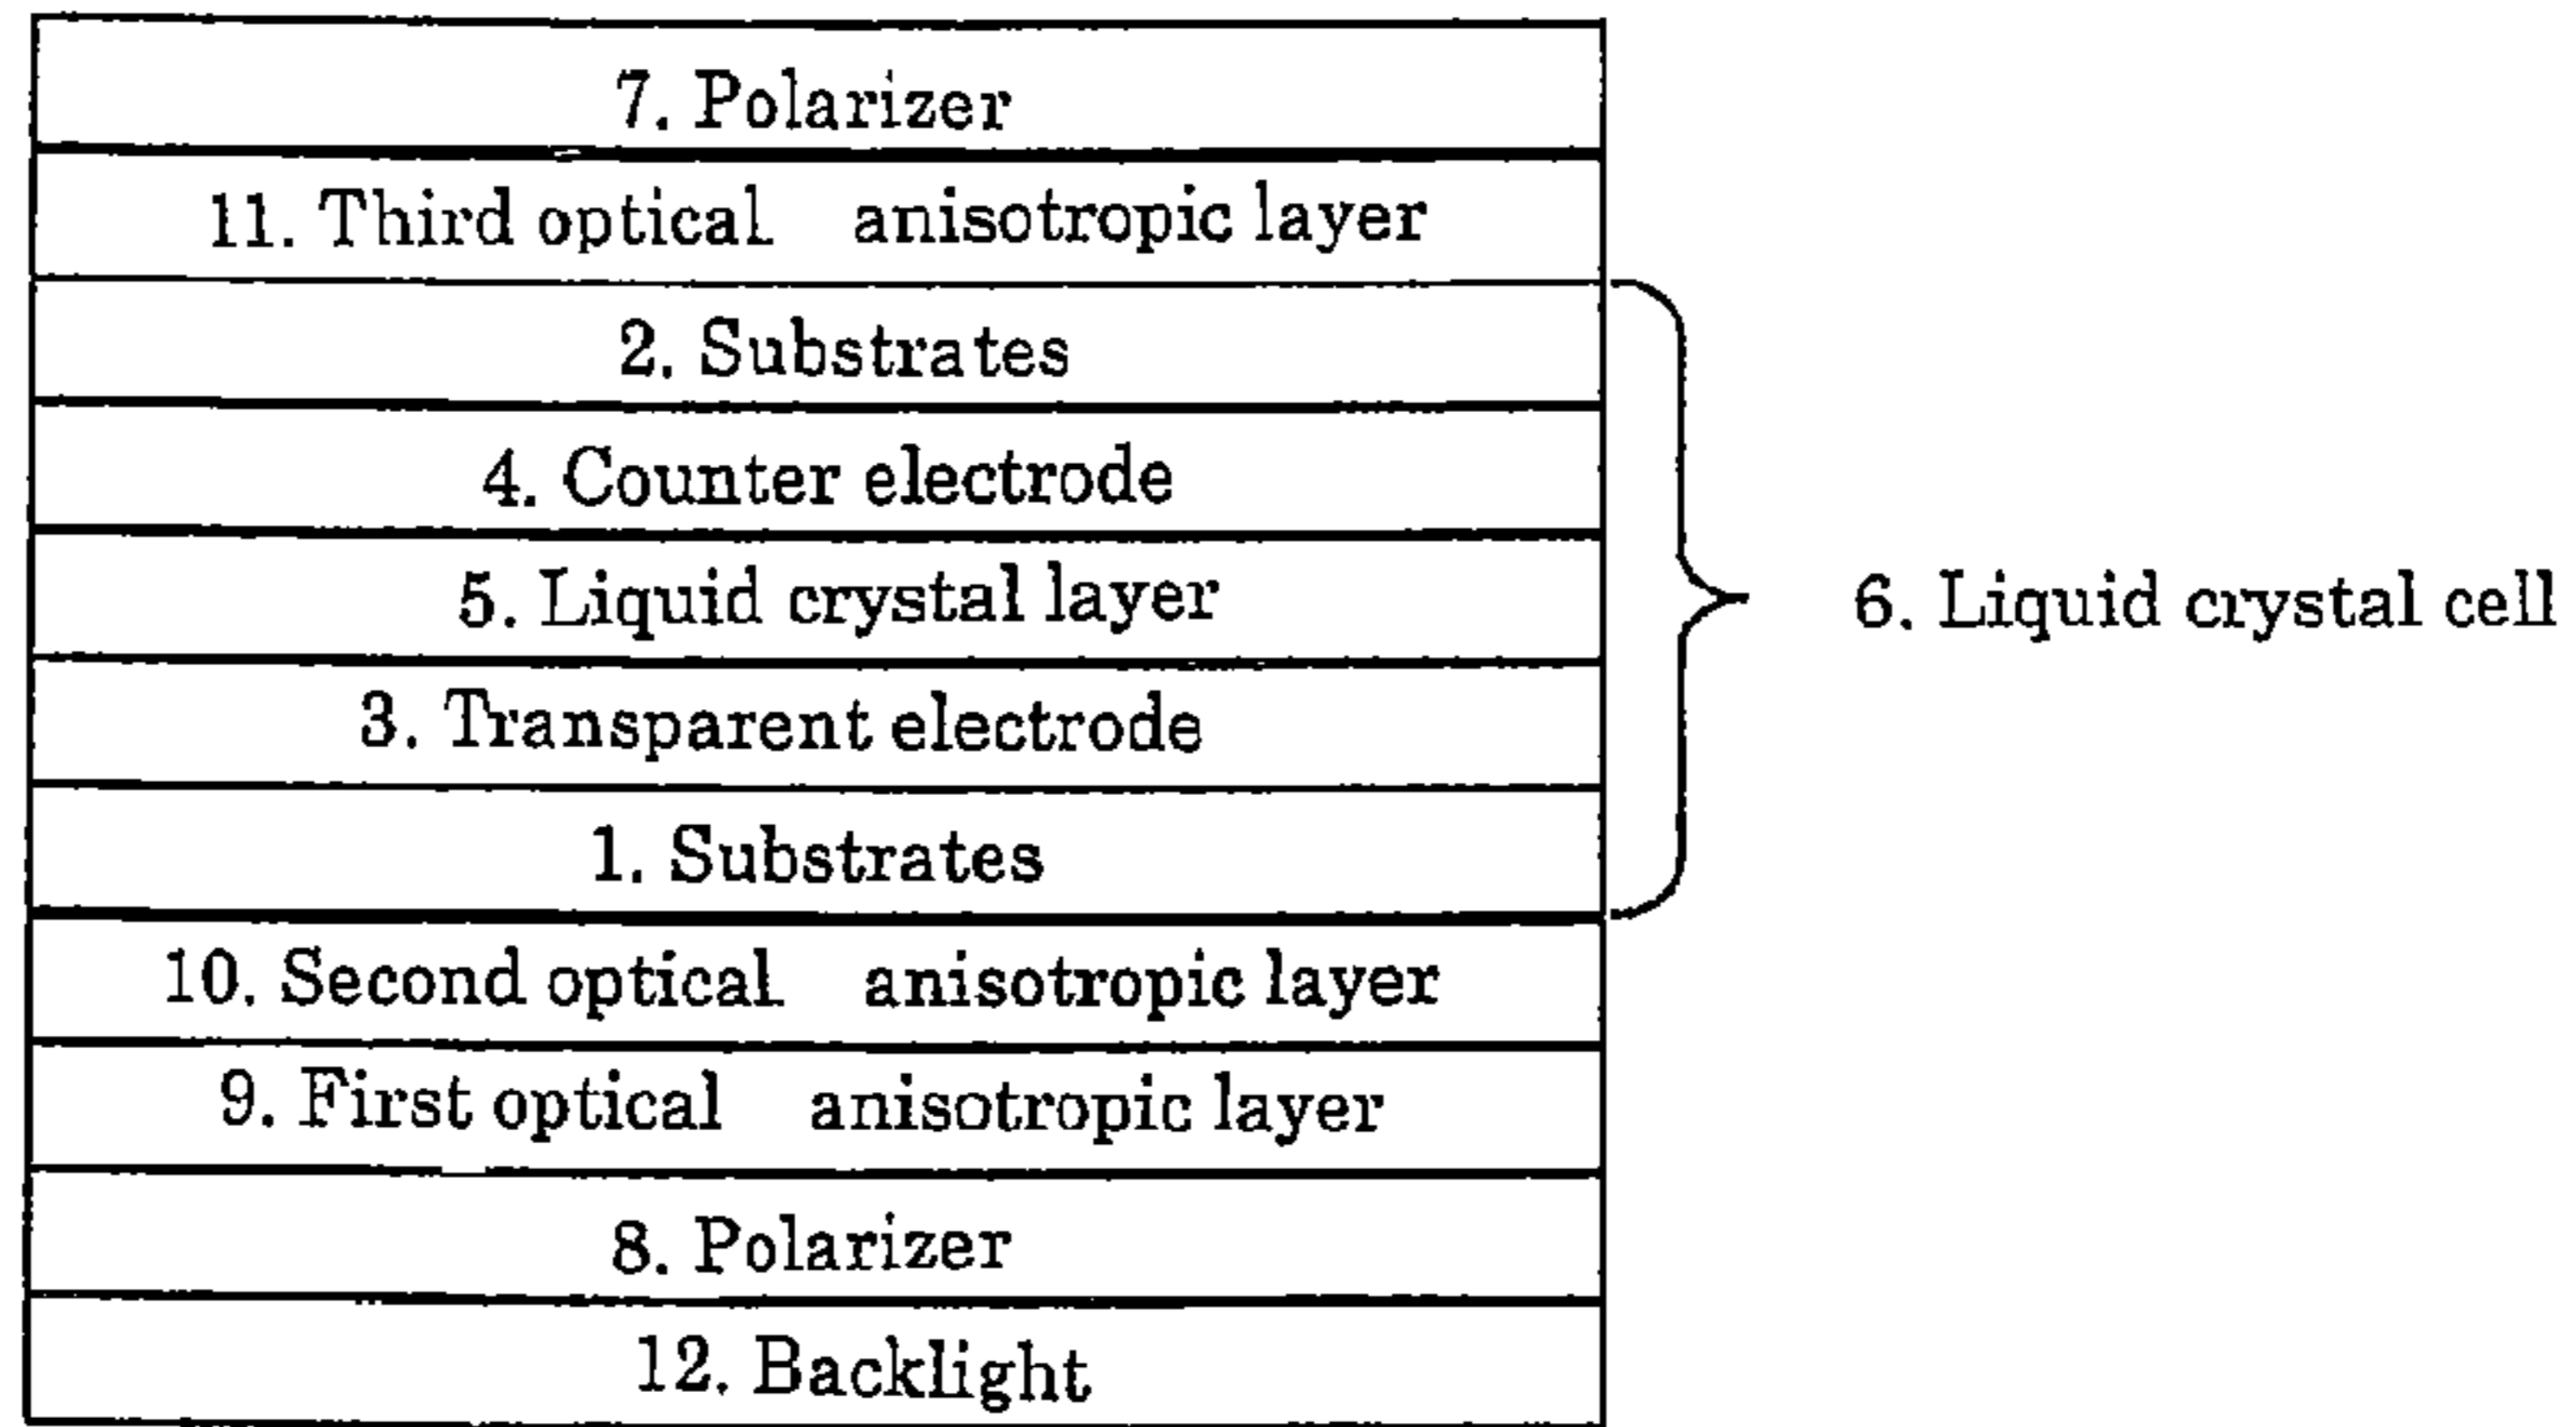 7. Polarizer
11. Third optical anisotropic layer
2. Substrates
4. Counter electrode
5. Liquid crystal layer
6. Liquid crystal cell
3. Transparent electrode
1. Substrates
10. Second optical anisotropic layer
9. First optical anisotropic layer
8. Polarizer
12. Backlight